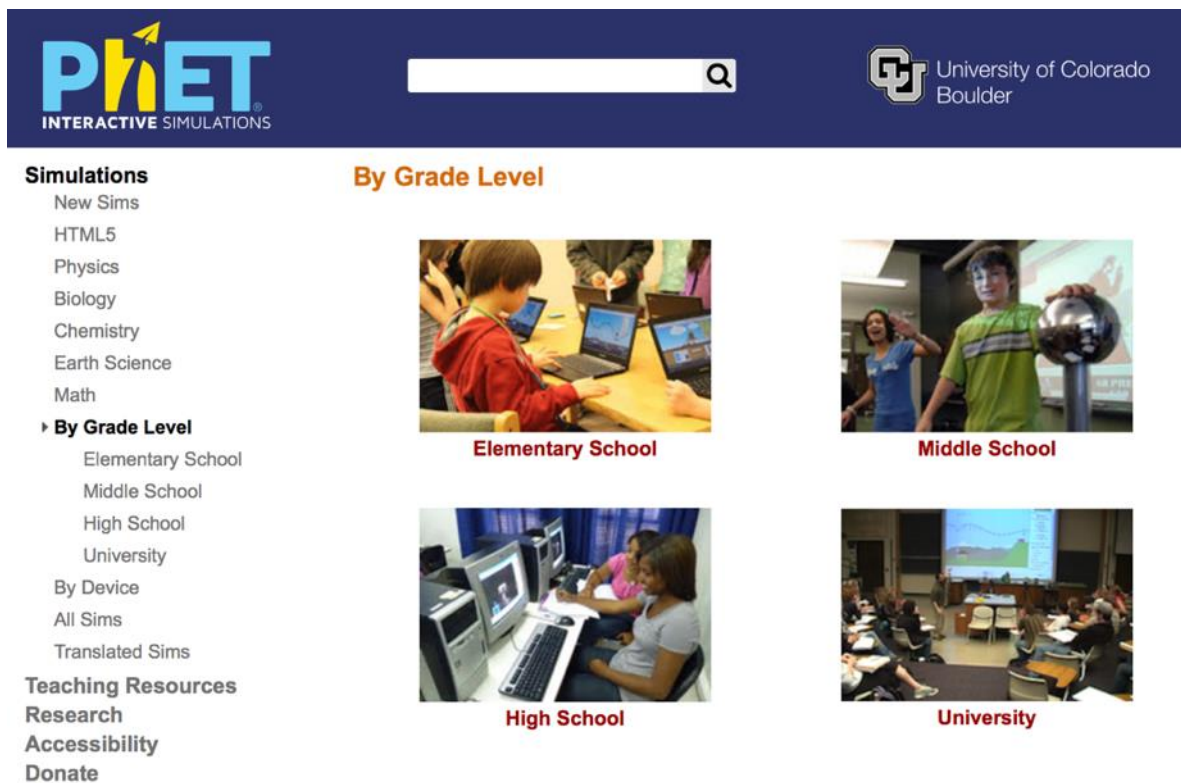 PhET
INTERACTIVE SIMULATIONS
University of Colorado
Boulder
Simulations
New Sims
HTML5
Physics
Biology
Chemistry
Earth Science
Math
By Grade Level
Elementary School
Middle School
High School
University
By Device
All Sims
Translated Sims
Teaching Resources
Research
Accessibility
Donate
By Grade Level
Elementary School
Middle School
High School
University